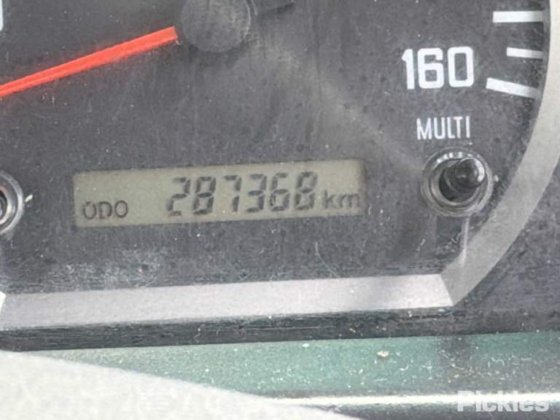 160
MULTI
ODO 287368 km
Pickles